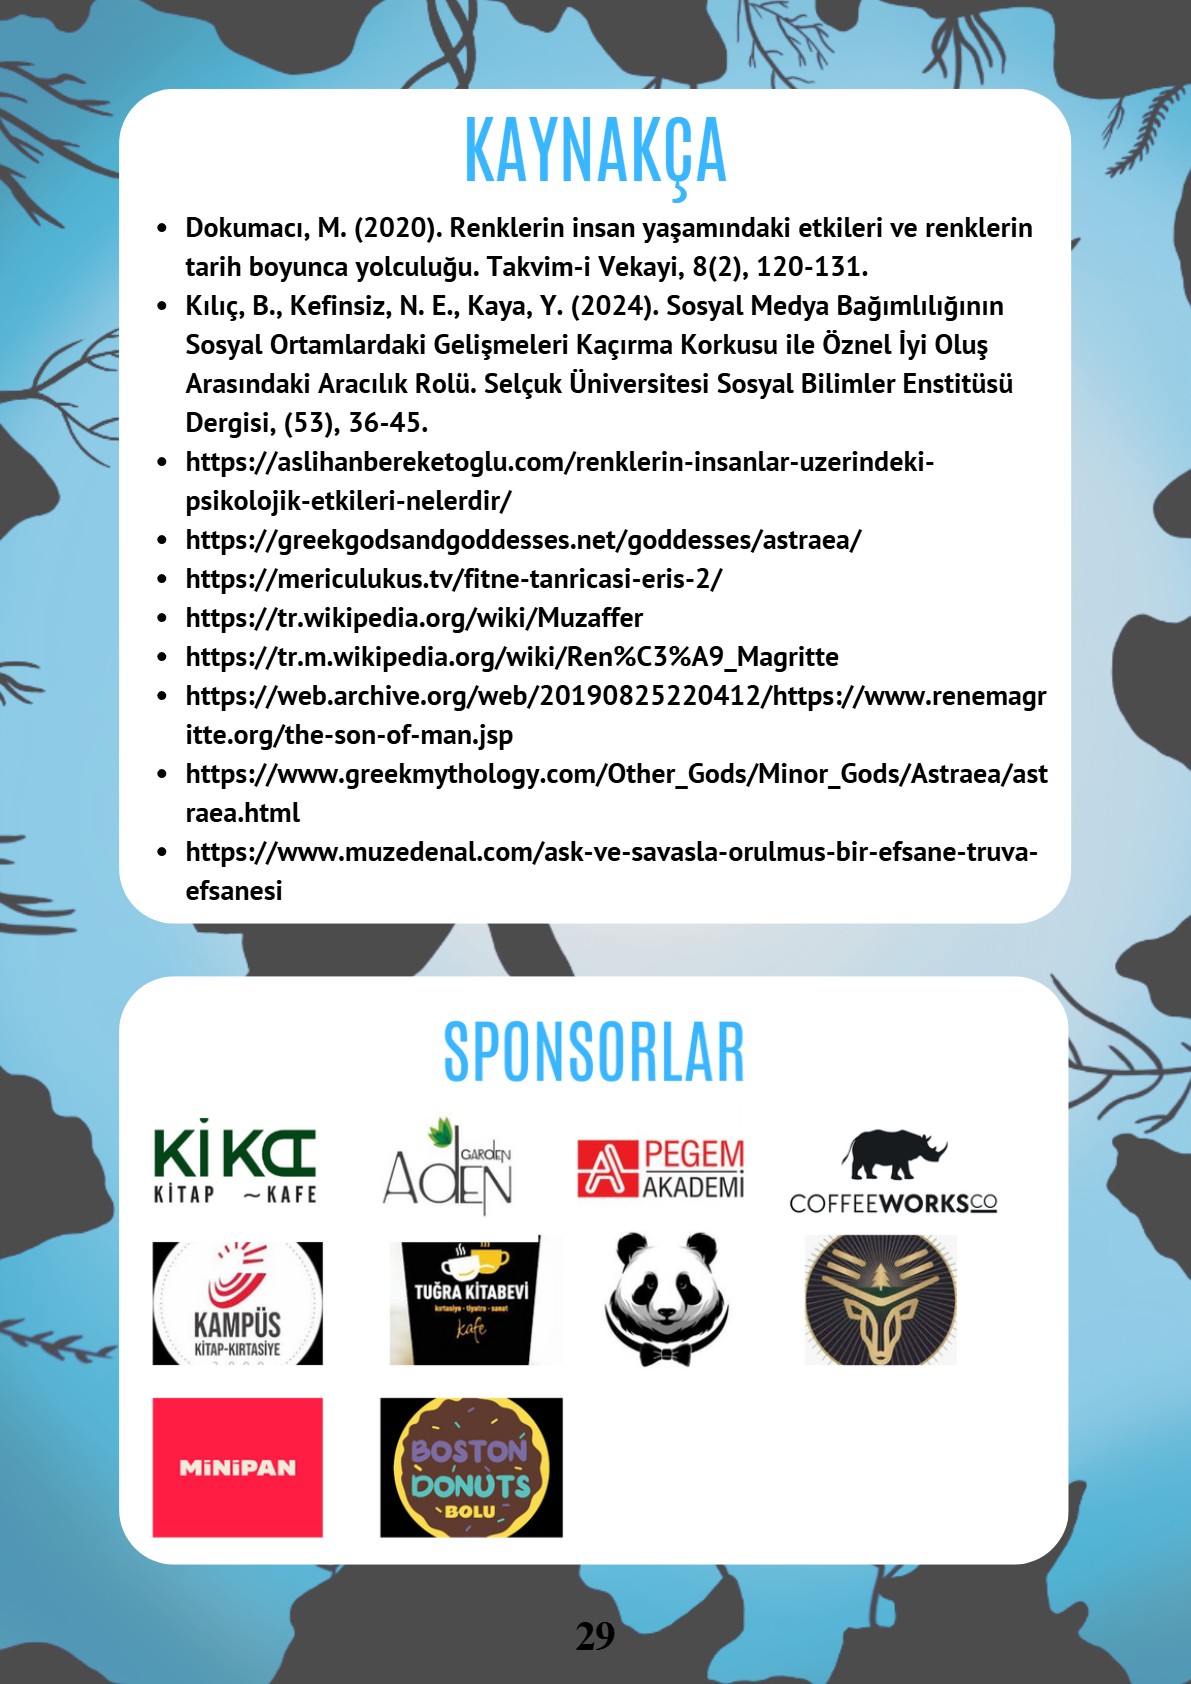 KAYNAKÇA
• Dokumacı, M. (2020). Renklerin insan yaşamındaki etkileri ve renklerin
tarih boyunca yolculuğu. Takvim-i Vekayi, 8(2), 120-131.
• Kılıç, B., Kefinsiz, N. E., Kaya, Y. (2024). Sosyal Medya Bağımlılığının
Sosyal Ortamlardaki Gelişmeleri Kaçırma Korkusu ile Öznel İyi Oluş
Arasındaki Aracılık Rolü. Selçuk Üniversitesi Sosyal Bilimler Enstitüsü
Dergisi, (53), 36-45.
• https://aslihanbereketoglu.com/renklerin-insanlar-uzerindeki-
psikolojik-etkileri-nelerdir/
• https://greekgodsandgoddesses.net/goddesses/astraea/
• https://mericulukus.tv/fitne-tanricasi-eris-2/
• https://tr.wikipedia.org/wiki/Muzaffer
• https://tr.m.wikipedia.org/wiki/Ren%C3%A9_Magritte
• https://web.archive.org/web/20190825220412/https://www.renemagr
itte.org/the-son-of-man.jsp
• https://www.greekmythology.com/Other_Gods/Minor_Gods/Astraea/ast
raea.html
• https://www.muzedenal.com/ask-ve-savasla-orulmus-bir-efsane-truva-
efsanesi
SPONSORLAR
KİKA
KİTAP ~KAFE
GARDEN
ADEN
PEGEM
AKADEMİ
COFFEEWORKSCO
KAMPÜS
KİTAP-KIRTASİYE
TUĞRA KİTABEVİ
kırtasiye - tiyatro - sanat
kafe
MİNİPAN
BOSTON
DONUTS
BOLU
29